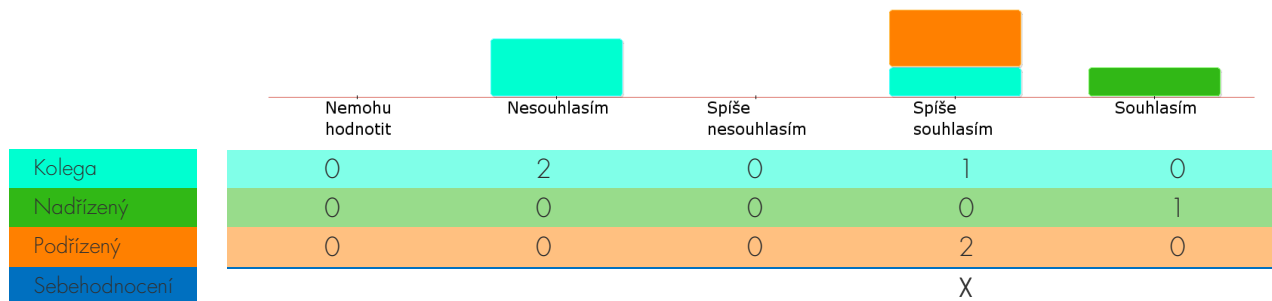 Nemohu hodnotit
Nesouhlasím
Spíše nesouhlasím
Spíše souhlasím
Souhlasím
Kolega 0 2 0 1 0
Nadřízený 0 0 0 0 1
Podřízený 0 0 0 2 0
Sebehodnocení X